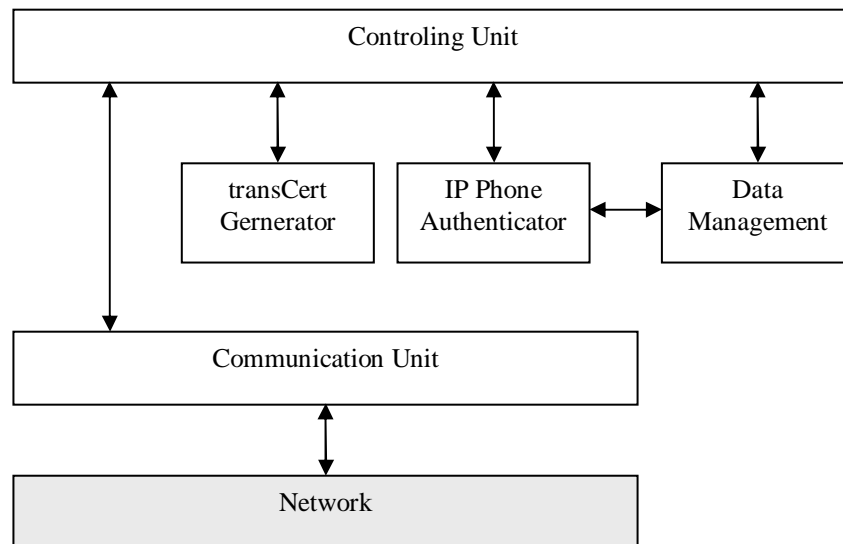 Controling Unit
transCert
Gernerator
IP Phone
Authenticator
Data
Management
Communication Unit
Network